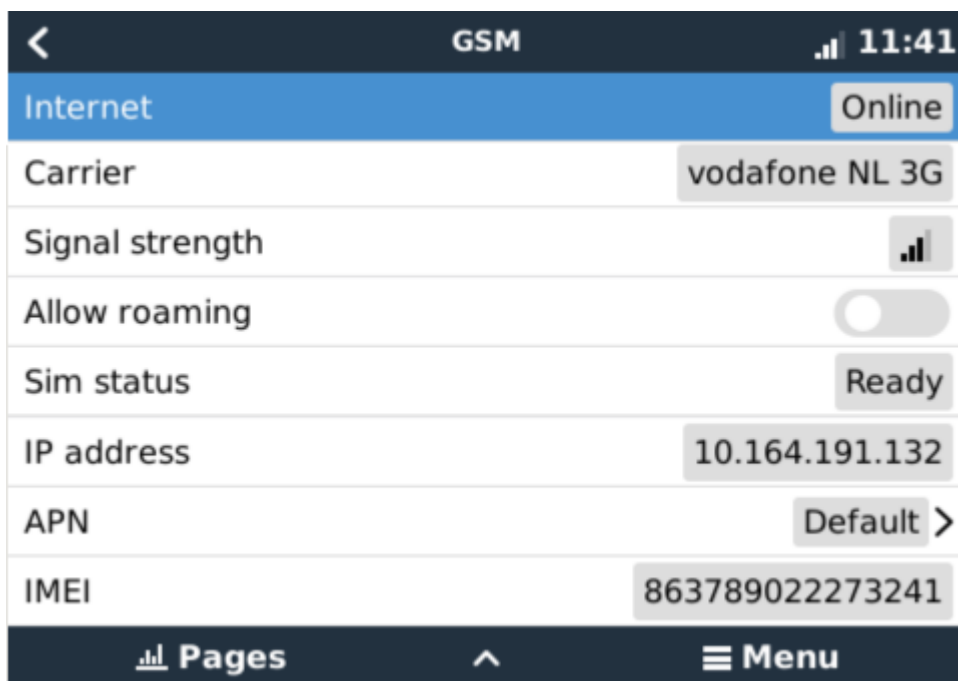 GSM 11:41
Internet Online
Carrier vodafone NL 3G
Signal strength
Allow roaming
Sim status Ready
IP address 10.164.191.132
APN Default
IMEI 863789022273241
Pages Menu